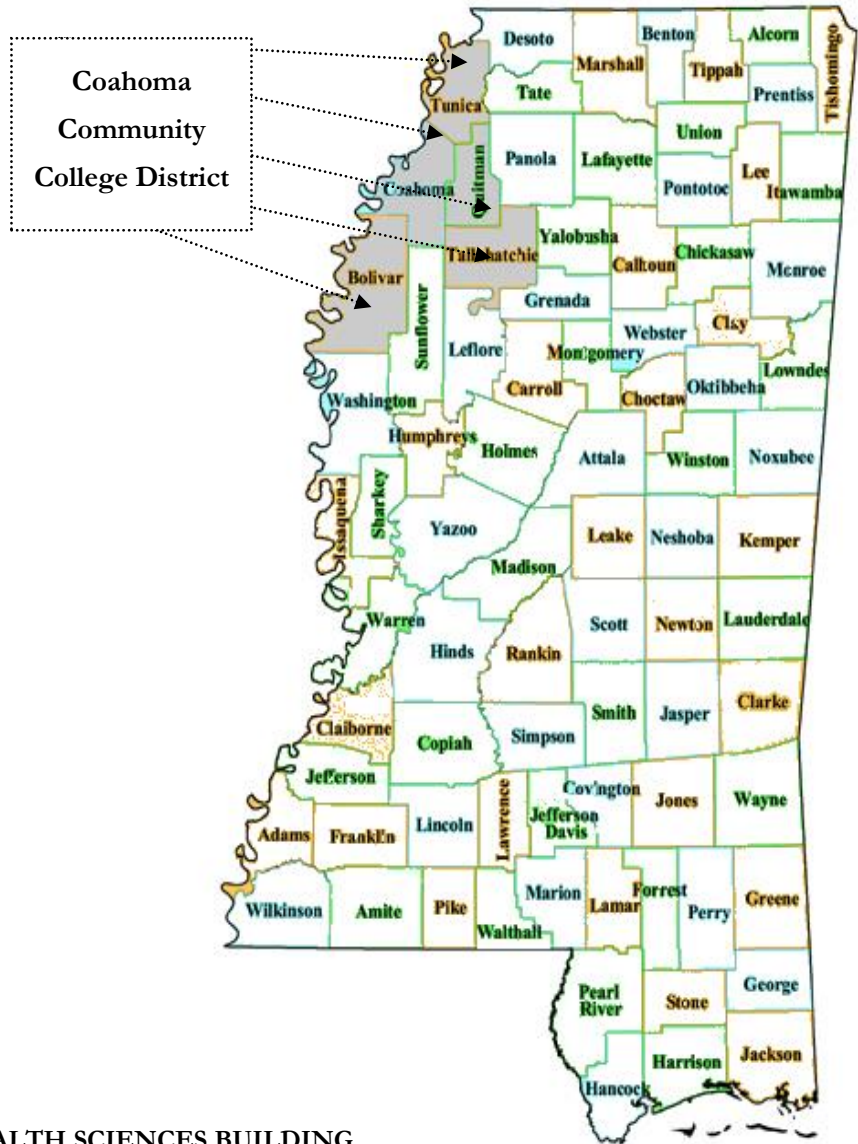 Coahoma
Community
College District
Desoto
Benton
Alcorn
Tishomingo
Marshall
Tippah
Prentiss
Tunica
Tate
Union
Quitman
Panola
Lafayette
Lee
Pontotoc
Itawamba
Coahoma
Yalobusha
Tallahatchie
Calhoun
Chickasaw
Monroe
Bolivar
Sunflower
Grenada
Clay
Webster
Leflore
Montgomery
Lowndes
Carroll
Oktibbeha
Choctaw
Washington
Humphreys
Holmes
Attala
Winston
Noxubee
Issaquena
Sharkey
Yazoo
Leake
Neshoba
Kemper
Madison
Warren
Scott
Newton
Lauderdale
Hinds
Rankin
Claiborne
Copiah
Simpson
Smith
Jasper
Clarke
Jefferson
Lawrence
Covington
Jones
Wayne
Jefferson
Davis
Adams
Franklin
Lincoln
Wilkinson
Amite
Pike
Walthall
Marion
Lamar
Forrest
Perry
Greene
George
Pearl
River
Stone
Harrison
Jackson
Hancock
ALTH SCIENCES BUILDING